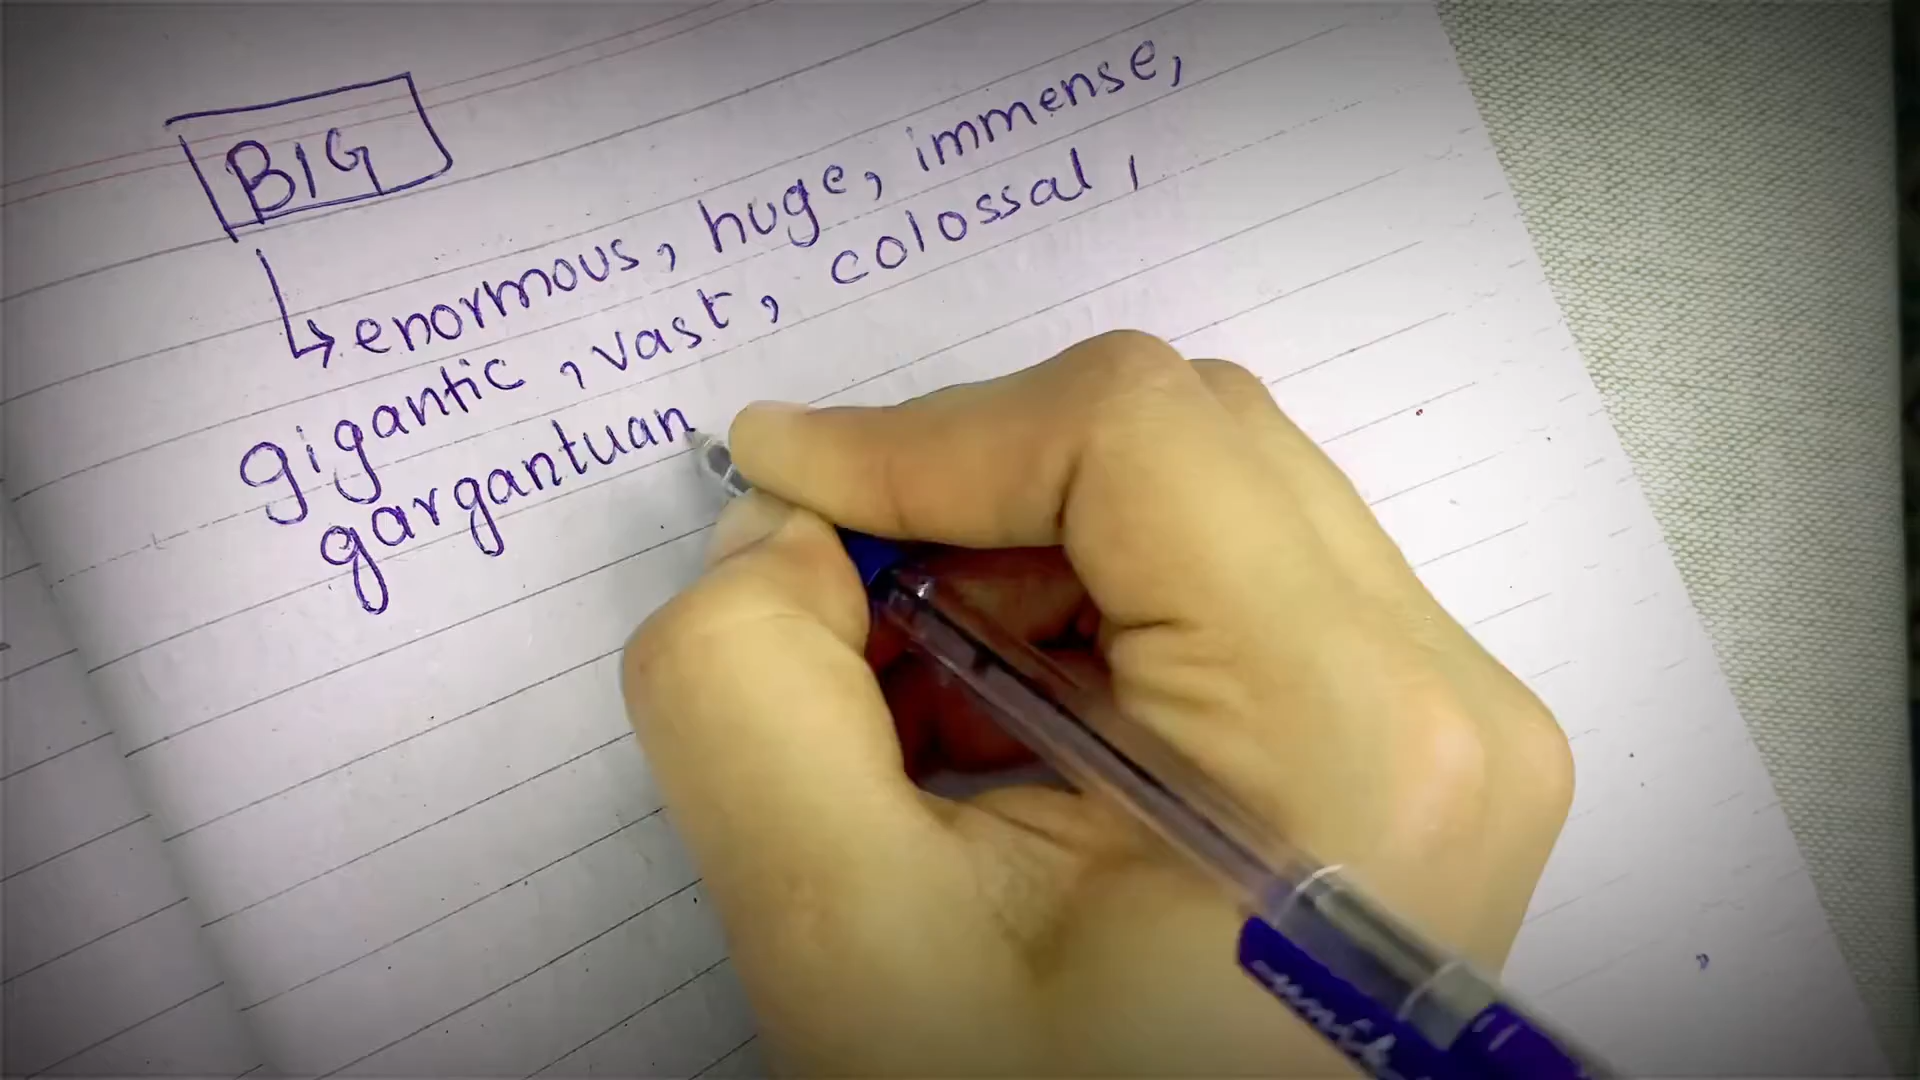 BIG
enormous, huge, immense,
gigantic, vast, colossal,
gargantuan